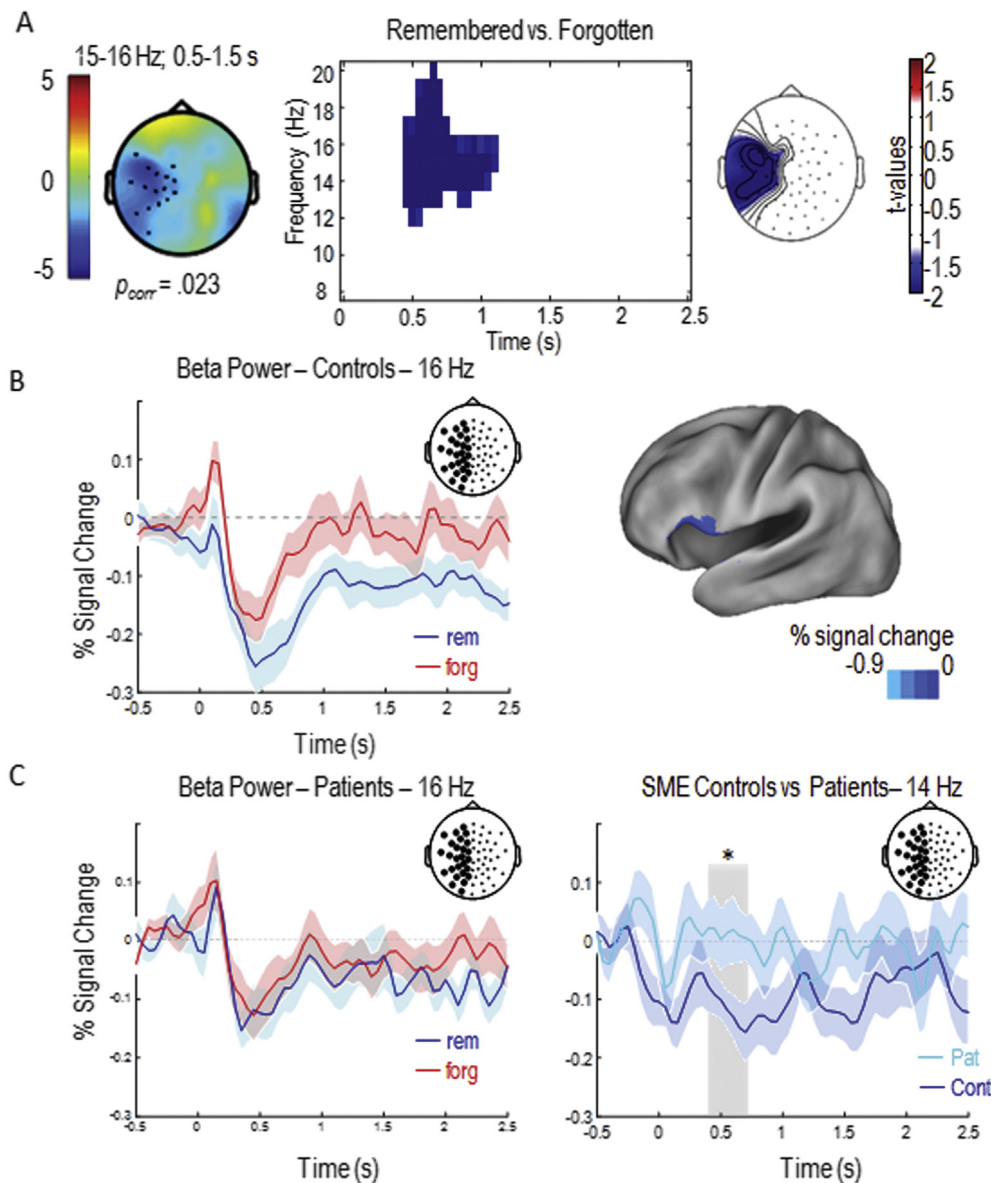 A
Remembered vs. Forgotten
15-16 Hz; 0.5-1.5 s
5
0
-5
p_corr = .023
Frequency (Hz)
20
18
16
14
12
10
8
0
0.5
1
1.5
2
2.5
Time (s)
2
1.5
1
0.5
0
-0.5
-1
-1.5
-2
t-values
B
Beta Power – Controls – 16 Hz
% Signal Change
0.1
0
-0.1
-0.2
-0.3
rem
forg
-0.5
0
0.5
1.0
1.5
2.0
2.5
Time (s)
% signal change
-0.9
0
C
Beta Power – Patients – 16 Hz
% Signal Change
0.1
0
-0.1
-0.3
rem
forg
-0.5
0
0.5
1.0
1.5
2.0
2.5
Time (s)
SME Controls vs Patients– 14 Hz
*
0.1
0
-0.1
-0.3
Pat
Cont
-0.5
0
0.5
1.0
1.5
2.0
2.5
Time (s)